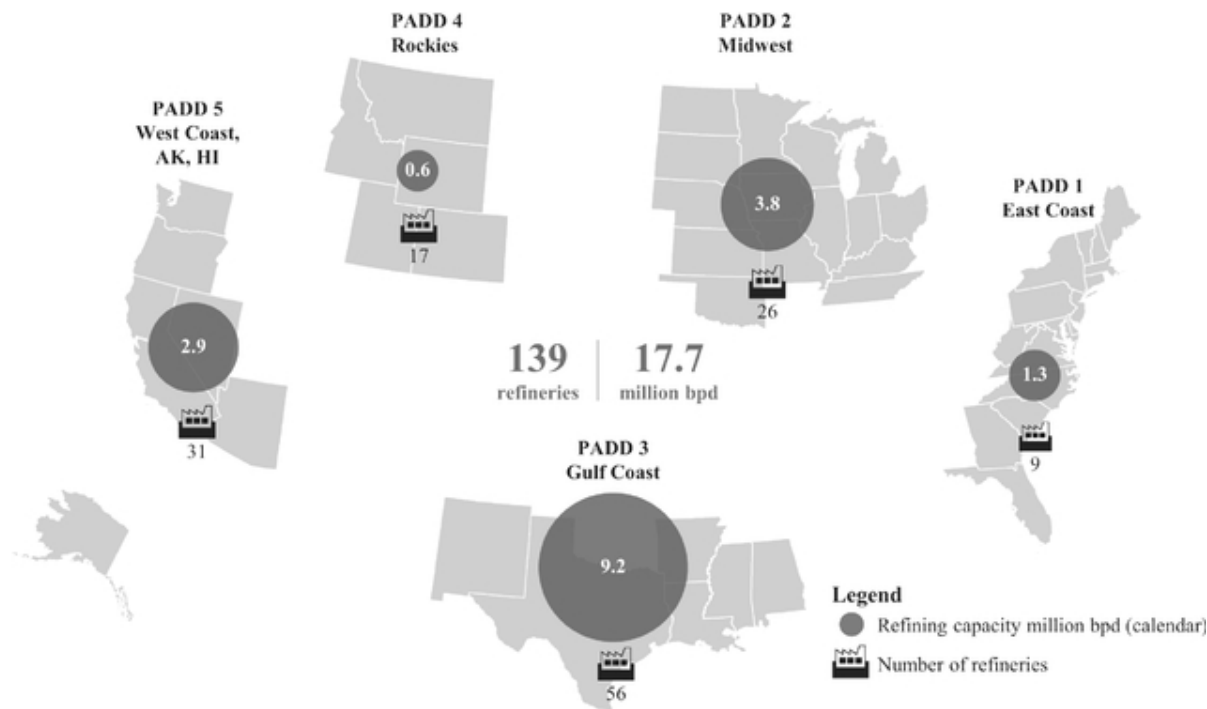 PADD 4
Rockies
PADD 2
Midwest
PADD 5
West Coast,
AK, HI
PADD 1
East Coast
0.6
17
3.8
26
2.9
31
1.3
9
139
refineries
17.7
million bpd
PADD 3
Gulf Coast
9.2
56
Legend
Refining capacity million bpd (calendar)
Number of refineries